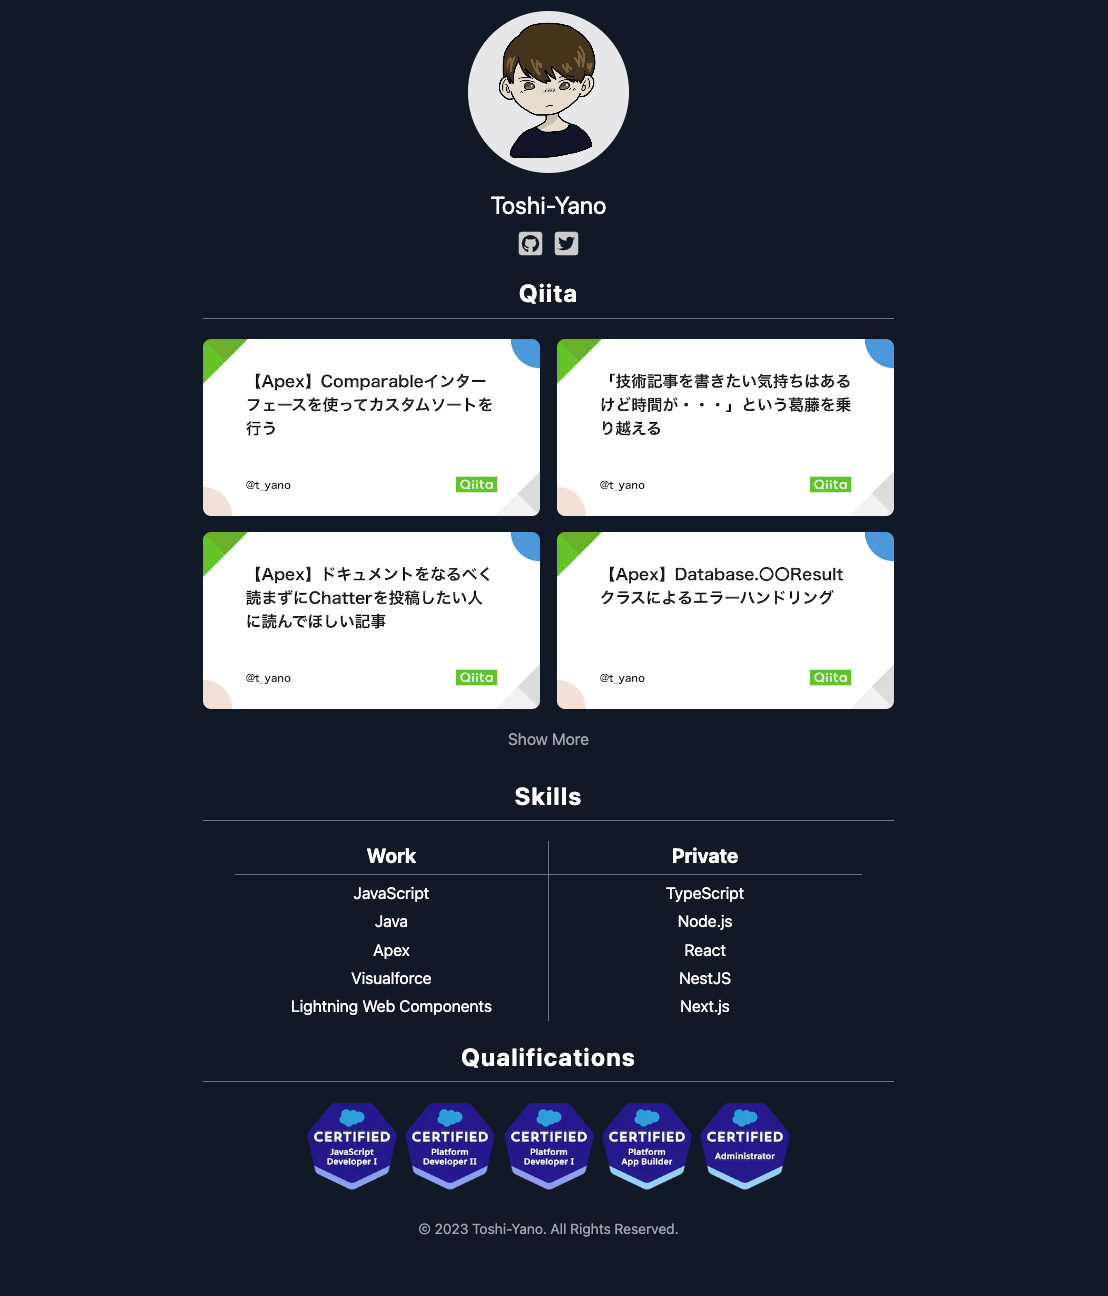 Toshi-Yano
Qiita
【Apex】Comparableインター
フェースを使ってカスタムソートを
行う
@t_yano
Qiita
「技術記事を書きたい気持ちはある
けど時間が・・・」という葛藤を乗
り越える
@t_yano
Qiita
【Apex】ドキュメントをなるべく
読まずにChatterを投稿したい人
に読んでほしい記事
@t_yano
Qiita
【Apex】Database.〇〇Result
クラスによるエラーハンドリング
@t_yano
Qiita
Show More
Skills
Work
JavaScript
Java
Apex
Visualforce
Lightning Web Components
Private
TypeScript
Node.js
React
NestJS
Next.js
Qualifications
CERTIFIED
JavaScript
Developer I
CERTIFIED
Platform
Developer II
CERTIFIED
Platform
Developer I
CERTIFIED
Platform
App Builder
CERTIFIED
Administrator
© 2023 Toshi-Yano. All Rights Reserved.